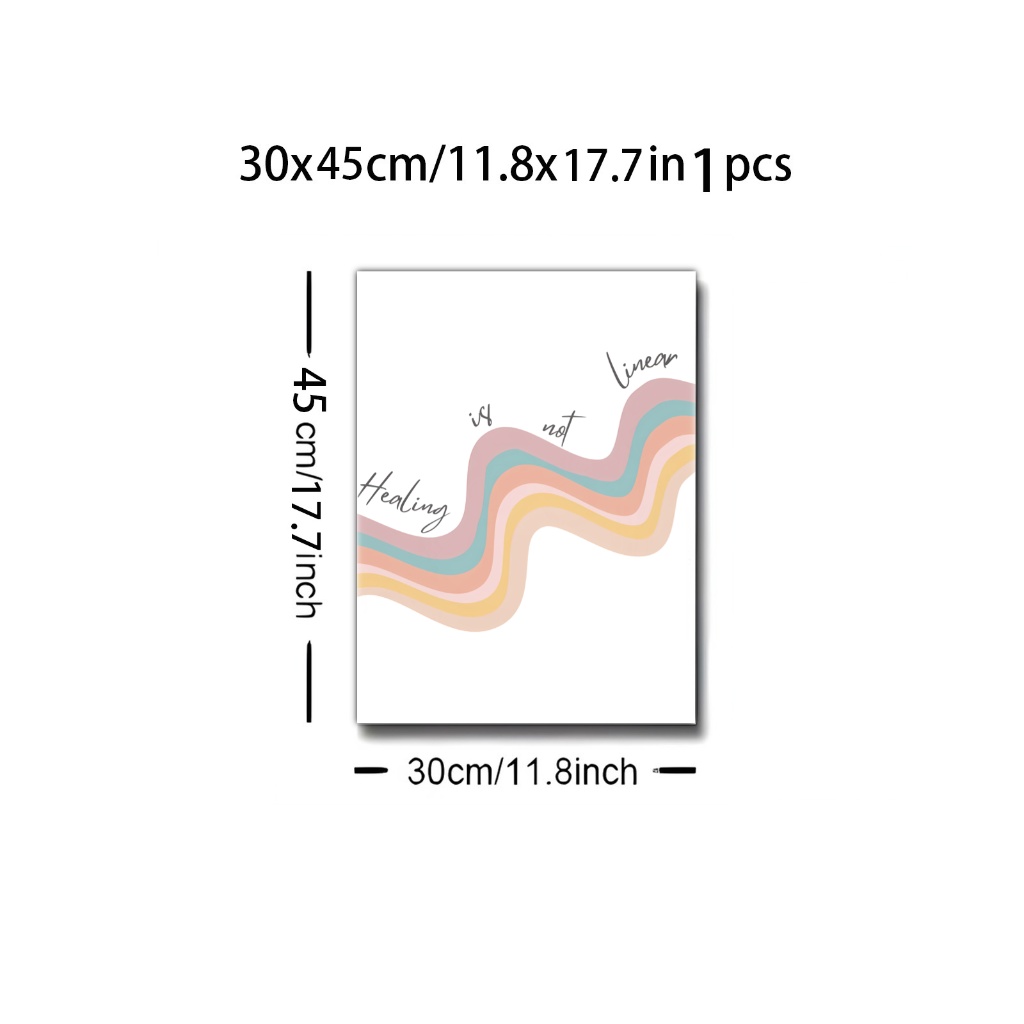 30x45cm/11.8x17.7in 1 pcs
Healing is not Linear
45 cm/17.7inch
30cm/11.8inch